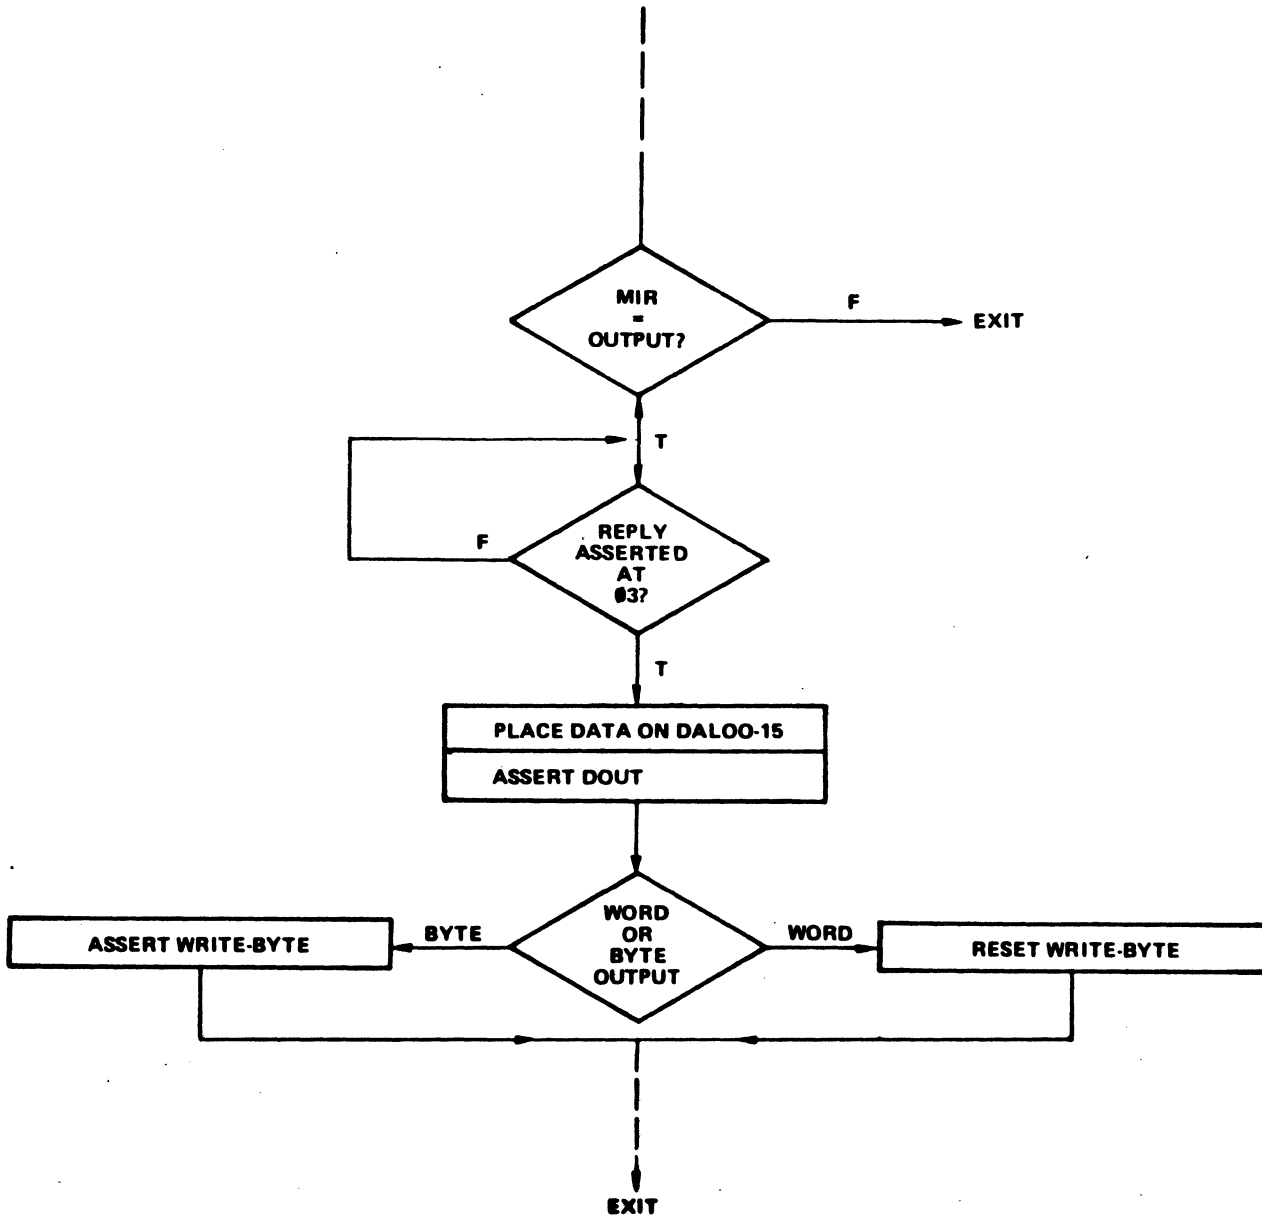 MIR
=
OUTPUT?
F
EXIT
T
REPLY
ASSERTED
AT
Ø3?
F
T
PLACE DATA ON DALOO-15
ASSERT DOUT
WORD
OR
BYTE
OUTPUT
BYTE
WORD
ASSERT WRITE-BYTE
RESET WRITE-BYTE
EXIT